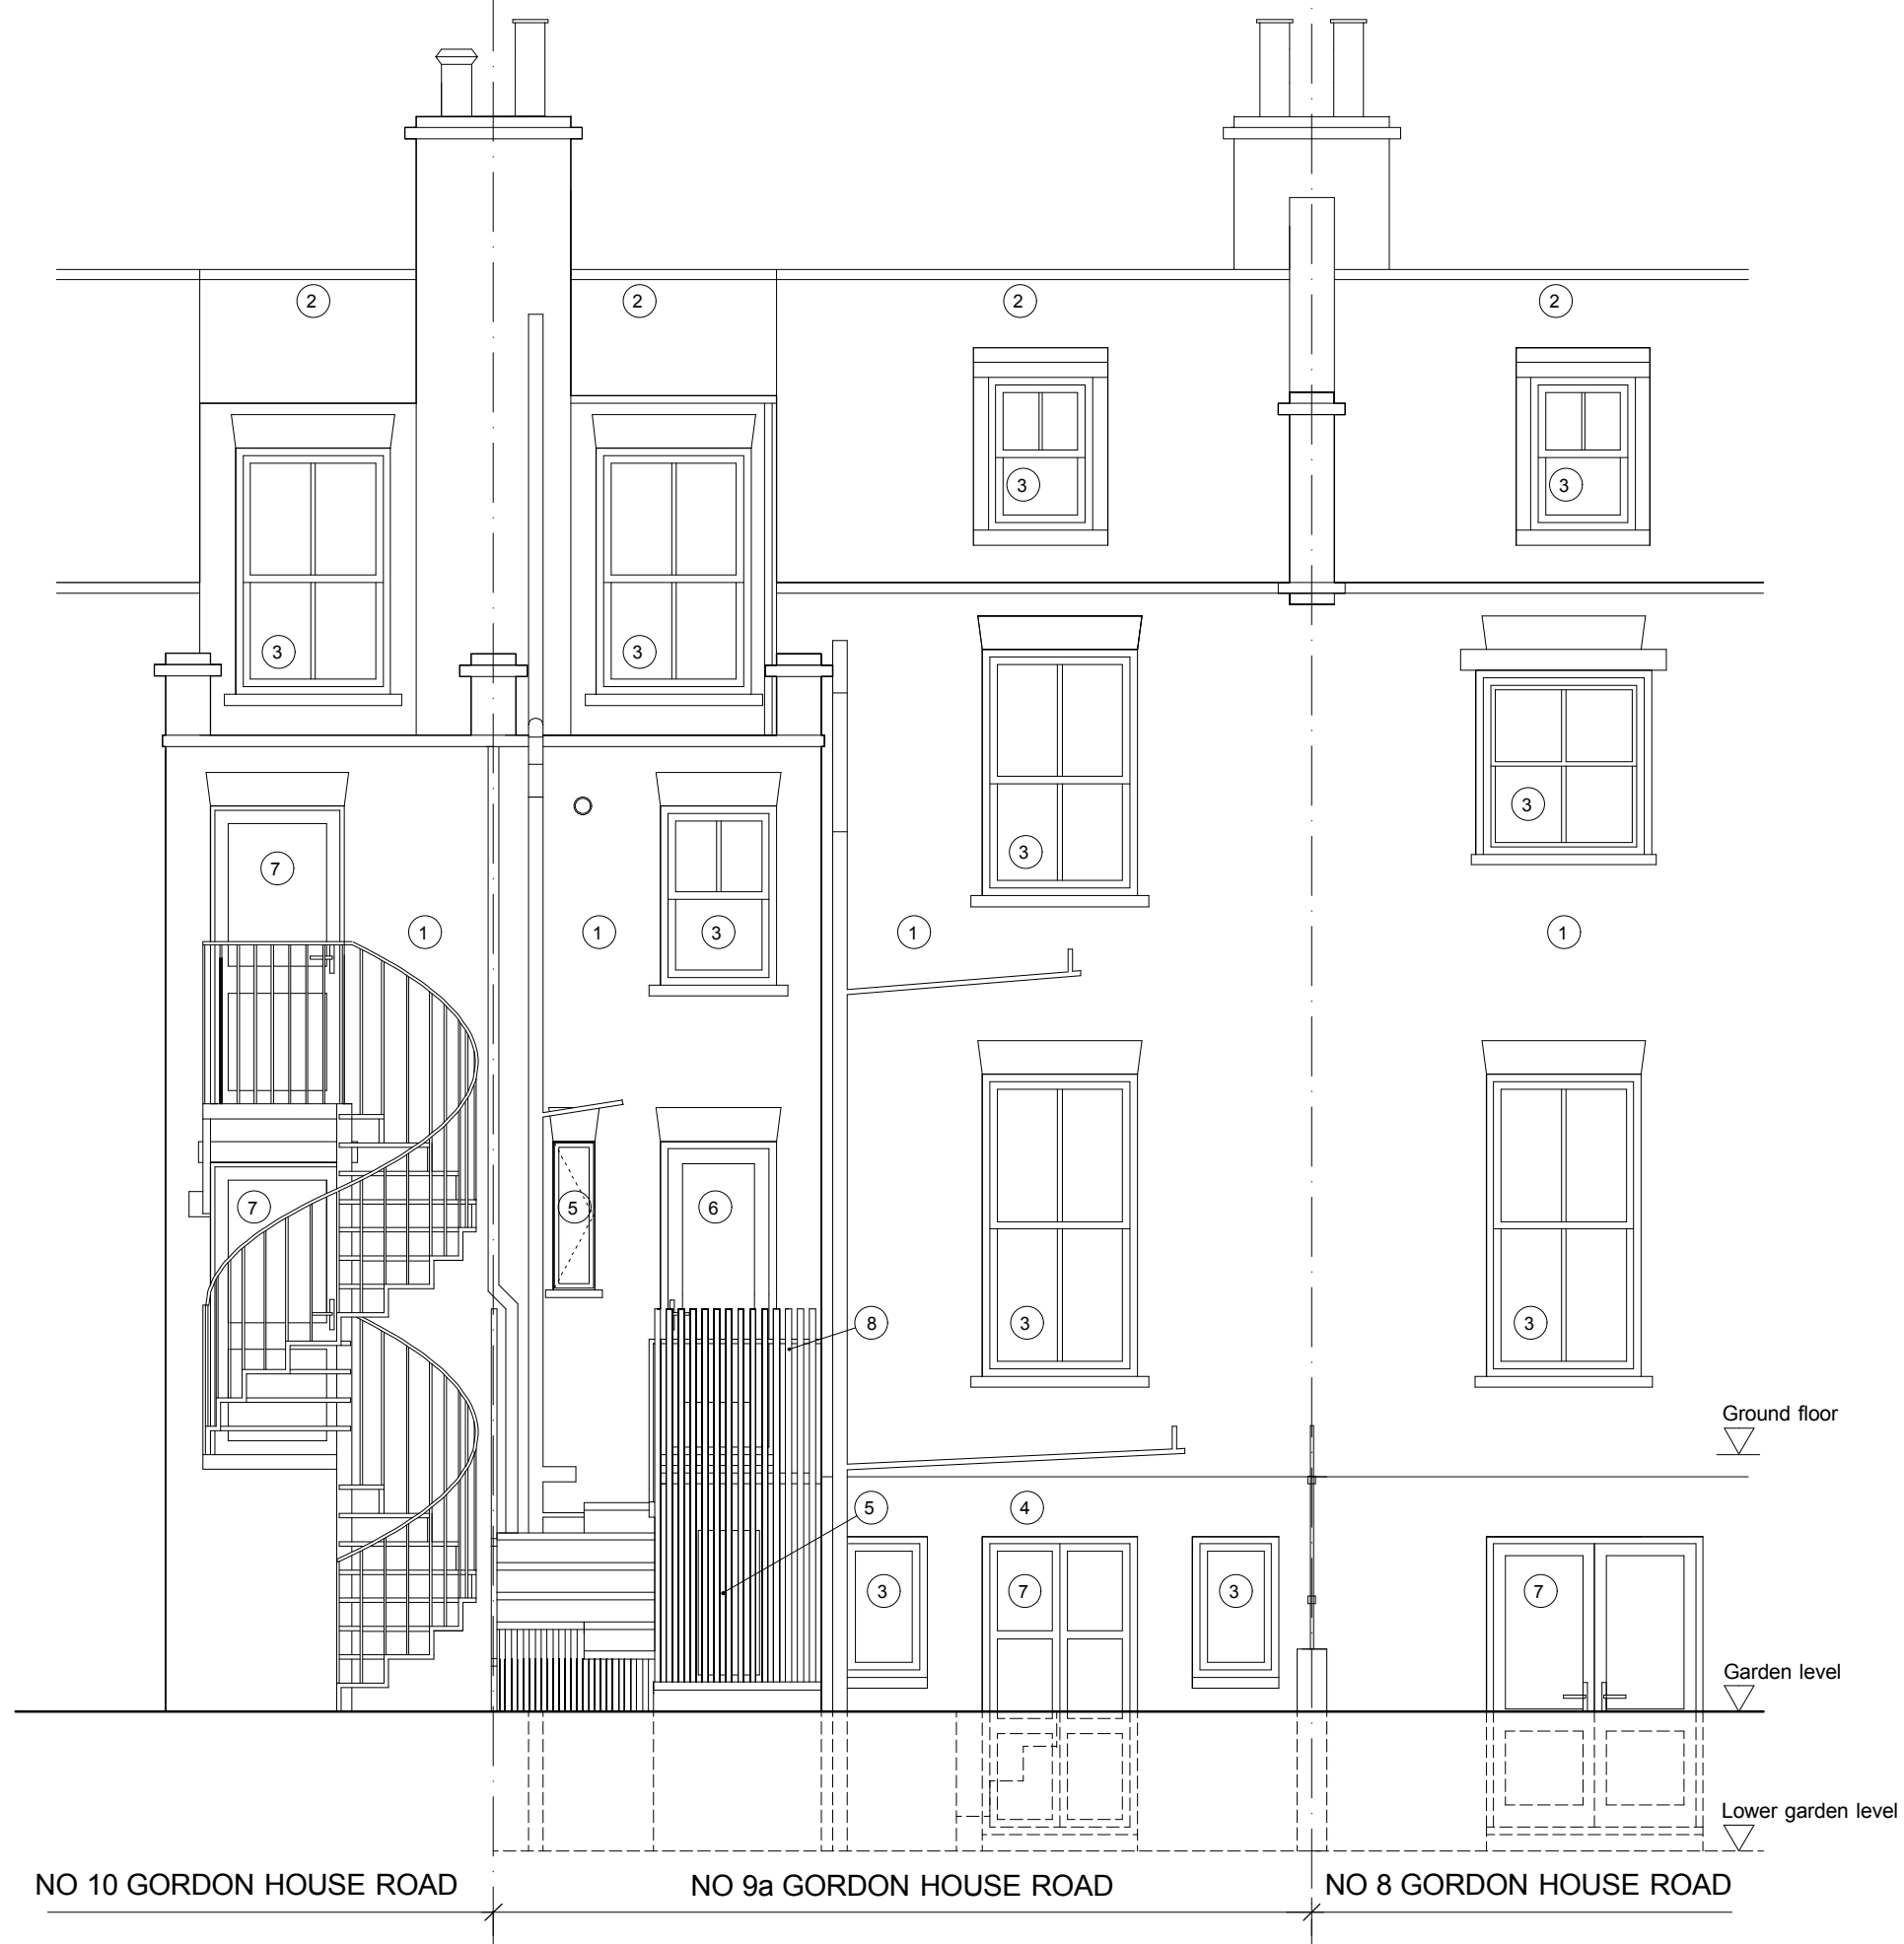 2 2 2 2
3 3
3 3
3
7
3
1 1 3 1 1
7 5 6
8 3 3
Ground floor
5 4
3 7 3 7
Garden level
Lower garden level
NO 10 GORDON HOUSE ROAD NO 9a GORDON HOUSE ROAD NO 8 GORDON HOUSE ROAD